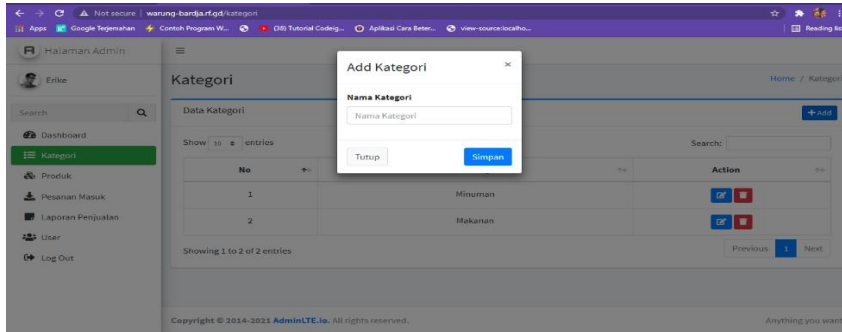 Not secure | warung-bardja.rf.gd/kategori
Apps Google Terjemahan Contoh Program W... (38) Tutorial Codeig... Aplikasi Cara Beter... view-source:localho... Reading lis
Halaman Admin
Erike
Search
Dashboard
Kategori
Produk
Pesanan Masuk
Laporan Penjualan
User
Log Out
Kategori
Home / Kategori
Data Kategori
+Add
Show 10 entries
Search:
No Action
1 Minuman
2 Makanan
Showing 1 to 2 of 2 entries
Previous 1 Next
Add Kategori ×
Nama Kategori
Nama Kategori
Tutup Simpan
Copyright © 2014-2021 AdminLTE.io. All rights reserved.
Anything you want